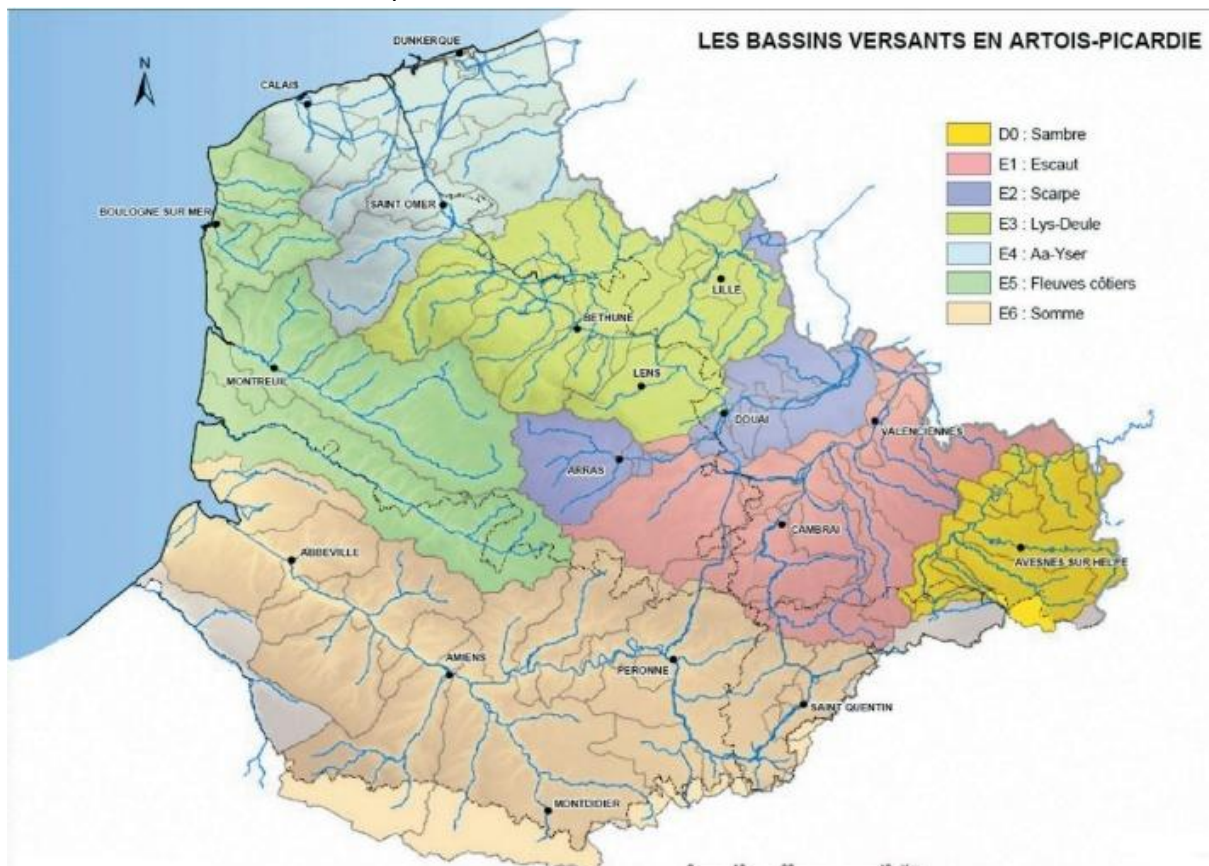 DUNKERQUE
LES BASSINS VERSANTS EN ARTOIS-PICARDIE
N
CALAIS
D0 : Sambre
E1 : Escaut
E2 : Scarpe
E3 : Lys-Deule
E4 : Aa-Yser
E5 : Fleuves côtiers
E6 : Somme
SAINT OMER
BOULOGNE SUR MER
LILLE
BETHUNE
MONTREUIL
LENS
DOUAI
VALENCIENNES
ARRAS
CAMBRAI
AVESNES SUR HELPE
ABBEVILLE
AMIENS
PERONNE
SAINT QUENTIN
MONTDIDIER